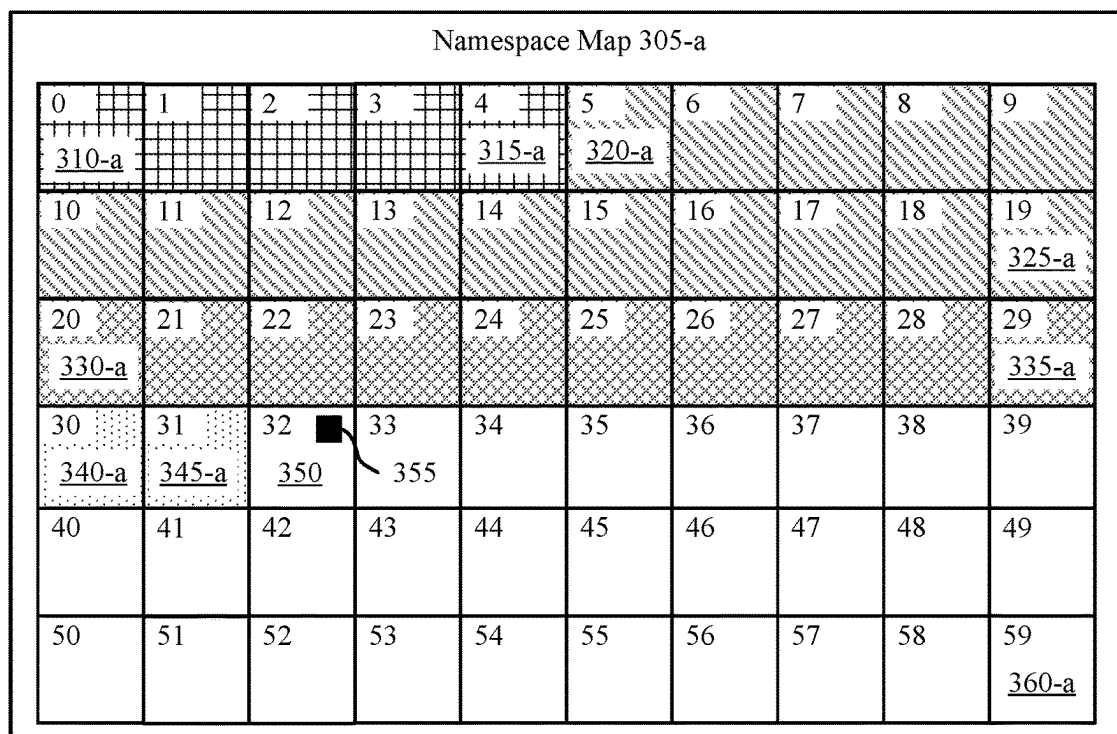 Namespace Map 305-a
0 1 2 3 4 5 6 7 8 9
310-a 315-a 320-a
10 11 12 13 14 15 16 17 18 19
325-a
20 21 22 23 24 25 26 27 28 29
330-a 335-a
30 31 32 33 34 35 36 37 38 39
340-a 345-a 350 355
40 41 42 43 44 45 46 47 48 49
50 51 52 53 54 55 56 57 58 59
360-a